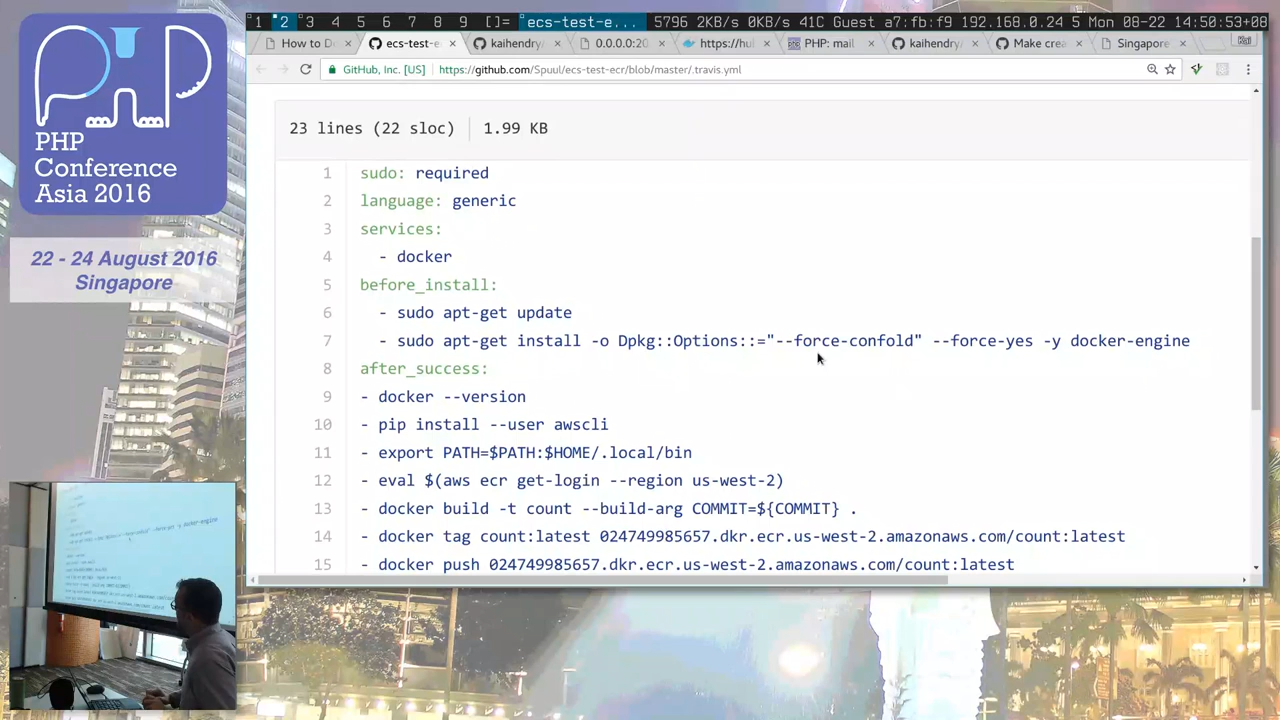 PHP
Conference
Asia 2016
22 - 24 August 2016
Singapore
1 2 3 4 5 6 7 8 9 []= ecs-test-e... 5796 2KB/s 0KB/s 41C Guest a7:fb:f9 192.168.0.24 5 Mon 08-22 14:50:53+08
How to D
ecs-test-e
kaihendry/
0.0.0.0:20
https://hu
PHP: mail
kaihendry/
Make crea
Singapore
Kai
GitHub, Inc. [US] https://github.com/Spuul/ecs-test-ecr/blob/master/.travis.yml
23 lines (22 sloc) 1.99 KB
1 sudo: required
2 language: generic
3 services:
4 - docker
5 before_install:
6 - sudo apt-get update
7 - sudo apt-get install -o Dpkg::Options::="--force-confold" --force-yes -y docker-engine
8 after_success:
9 - docker --version
10 - pip install --user awscli
11 - export PATH=$PATH:$HOME/.local/bin
12 - eval $(aws ecr get-login --region us-west-2)
13 - docker build -t count --build-arg COMMIT=${COMMIT} .
14 - docker tag count:latest 024749985657.dkr.ecr.us-west-2.amazonaws.com/count:latest
15 - docker push 024749985657.dkr.ecr.us-west-2.amazonaws.com/count:latest